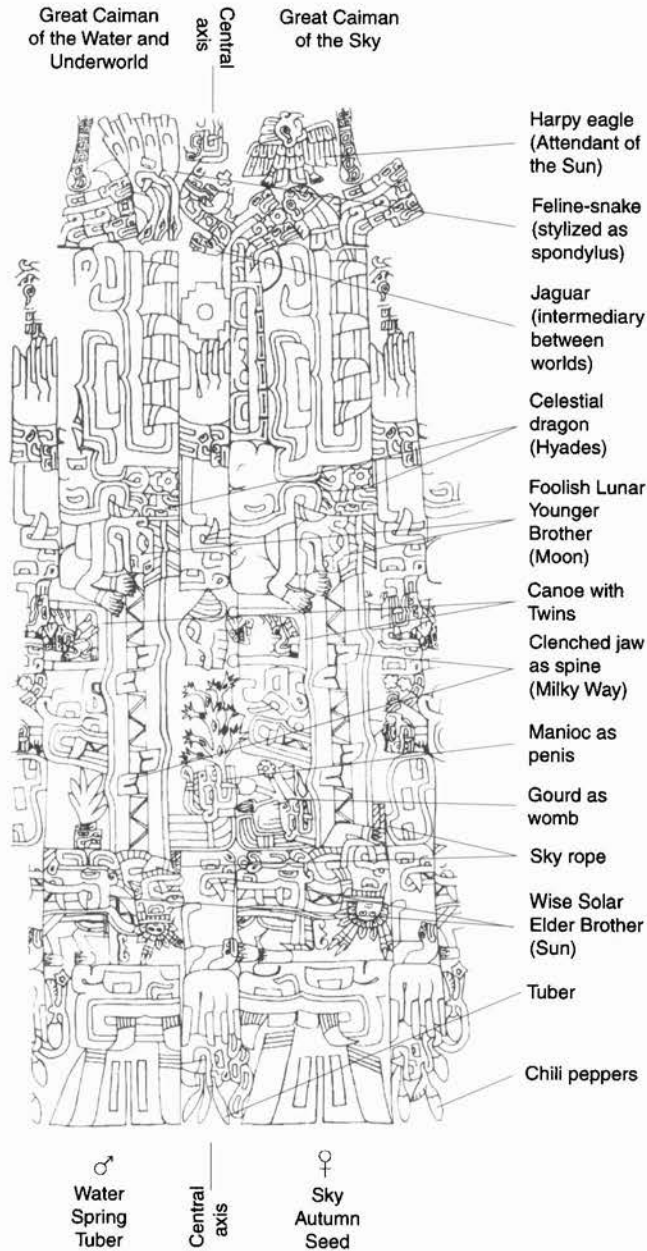 Great Caiman
of the Water and
Underworld
Central
axis
Great Caiman
of the Sky
Harpy eagle
(Attendant of
the Sun)
Feline-snake
(stylized as
spondylus)
Jaguar
(intermediary
between
worlds)
Celestial
dragon
(Hyades)
Foolish Lunar
Younger
Brother
(Moon)
Canoe with
Twins
Clenched jaw
as spine
(Milky Way)
Manioc as
penis
Gourd as
womb
Sky rope
Wise Solar
Elder Brother
(Sun)
Tuber
Chili peppers
♂
Water
Spring
Tuber
Central
axis
♀
Sky
Autumn
Seed